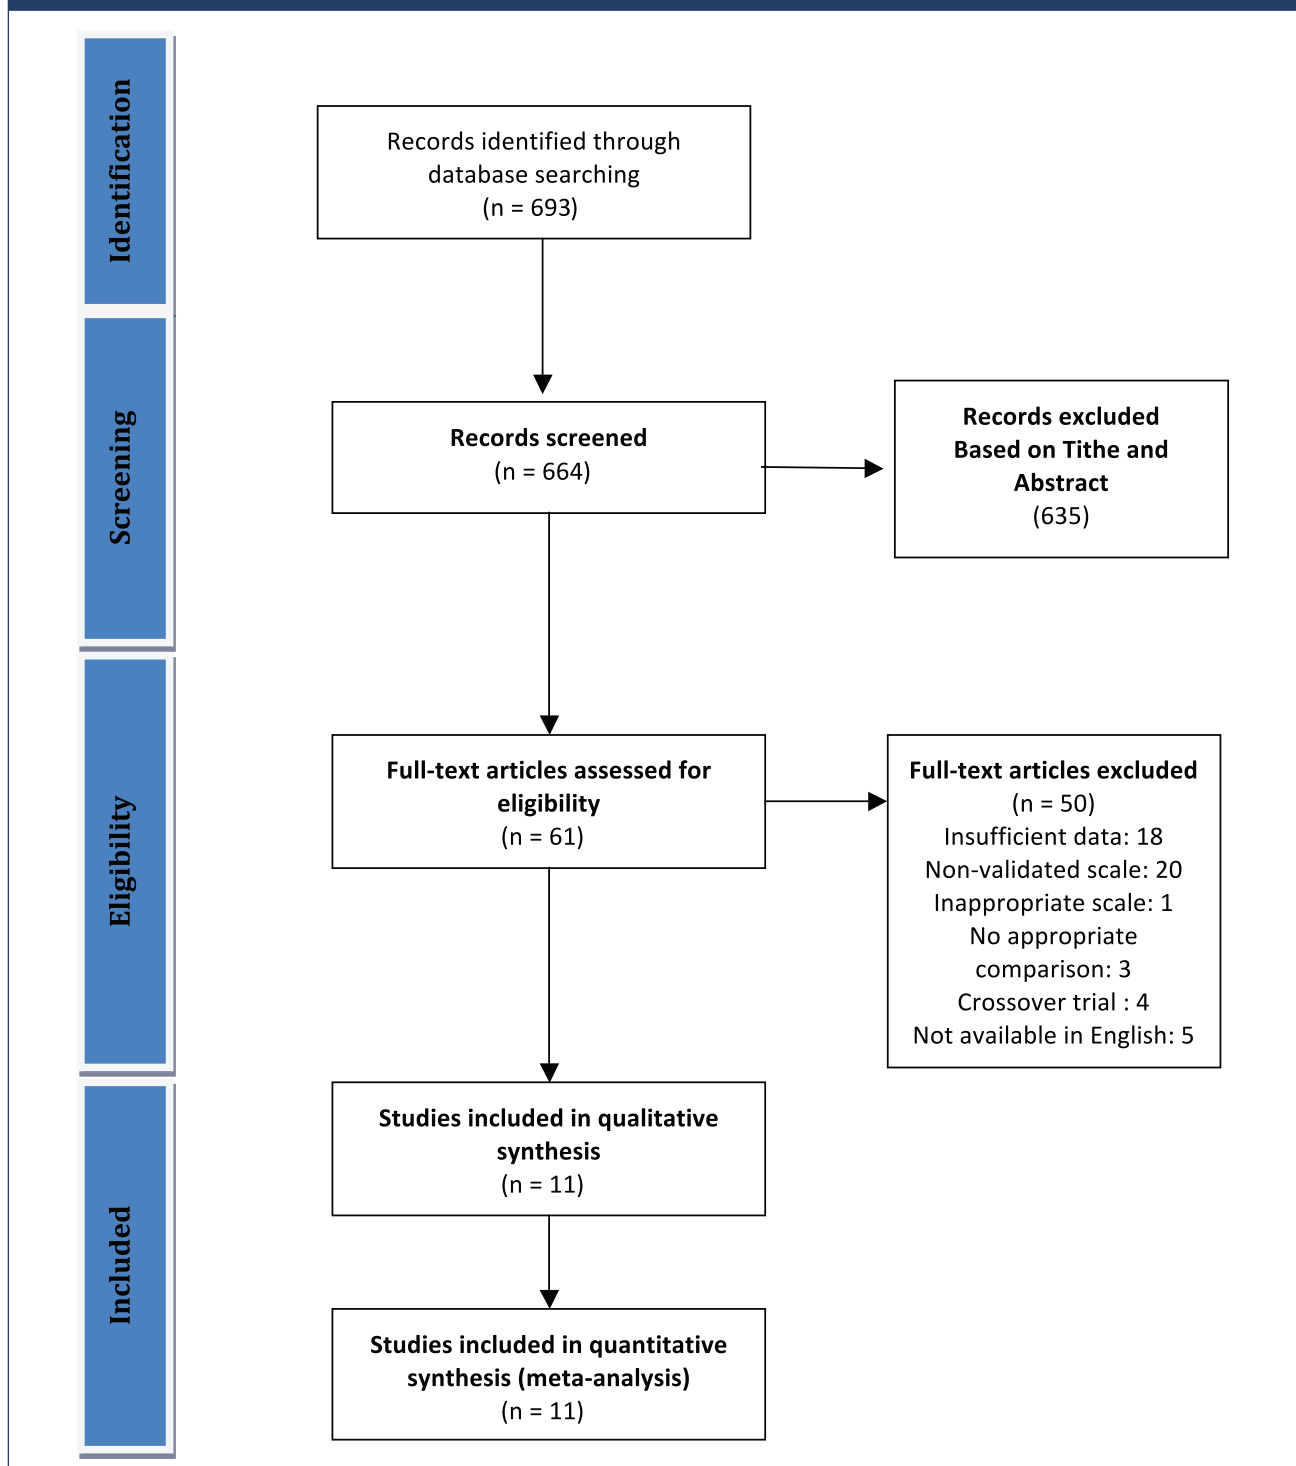 Identification
Records identified through
database searching
(n = 693)
Screening
Records screened
(n = 664)
Records excluded
Based on Tithe and
Abstract
(635)
Eligibility
Full-text articles assessed for
eligibility
(n = 61)
Full-text articles excluded
(n = 50)
Insufficient data: 18
Non-validated scale: 20
Inappropriate scale: 1
No appropriate
comparison: 3
Crossover trial : 4
Not available in English: 5
Included
Studies included in qualitative
synthesis
(n = 11)
Studies included in quantitative
synthesis (meta-analysis)
(n = 11)